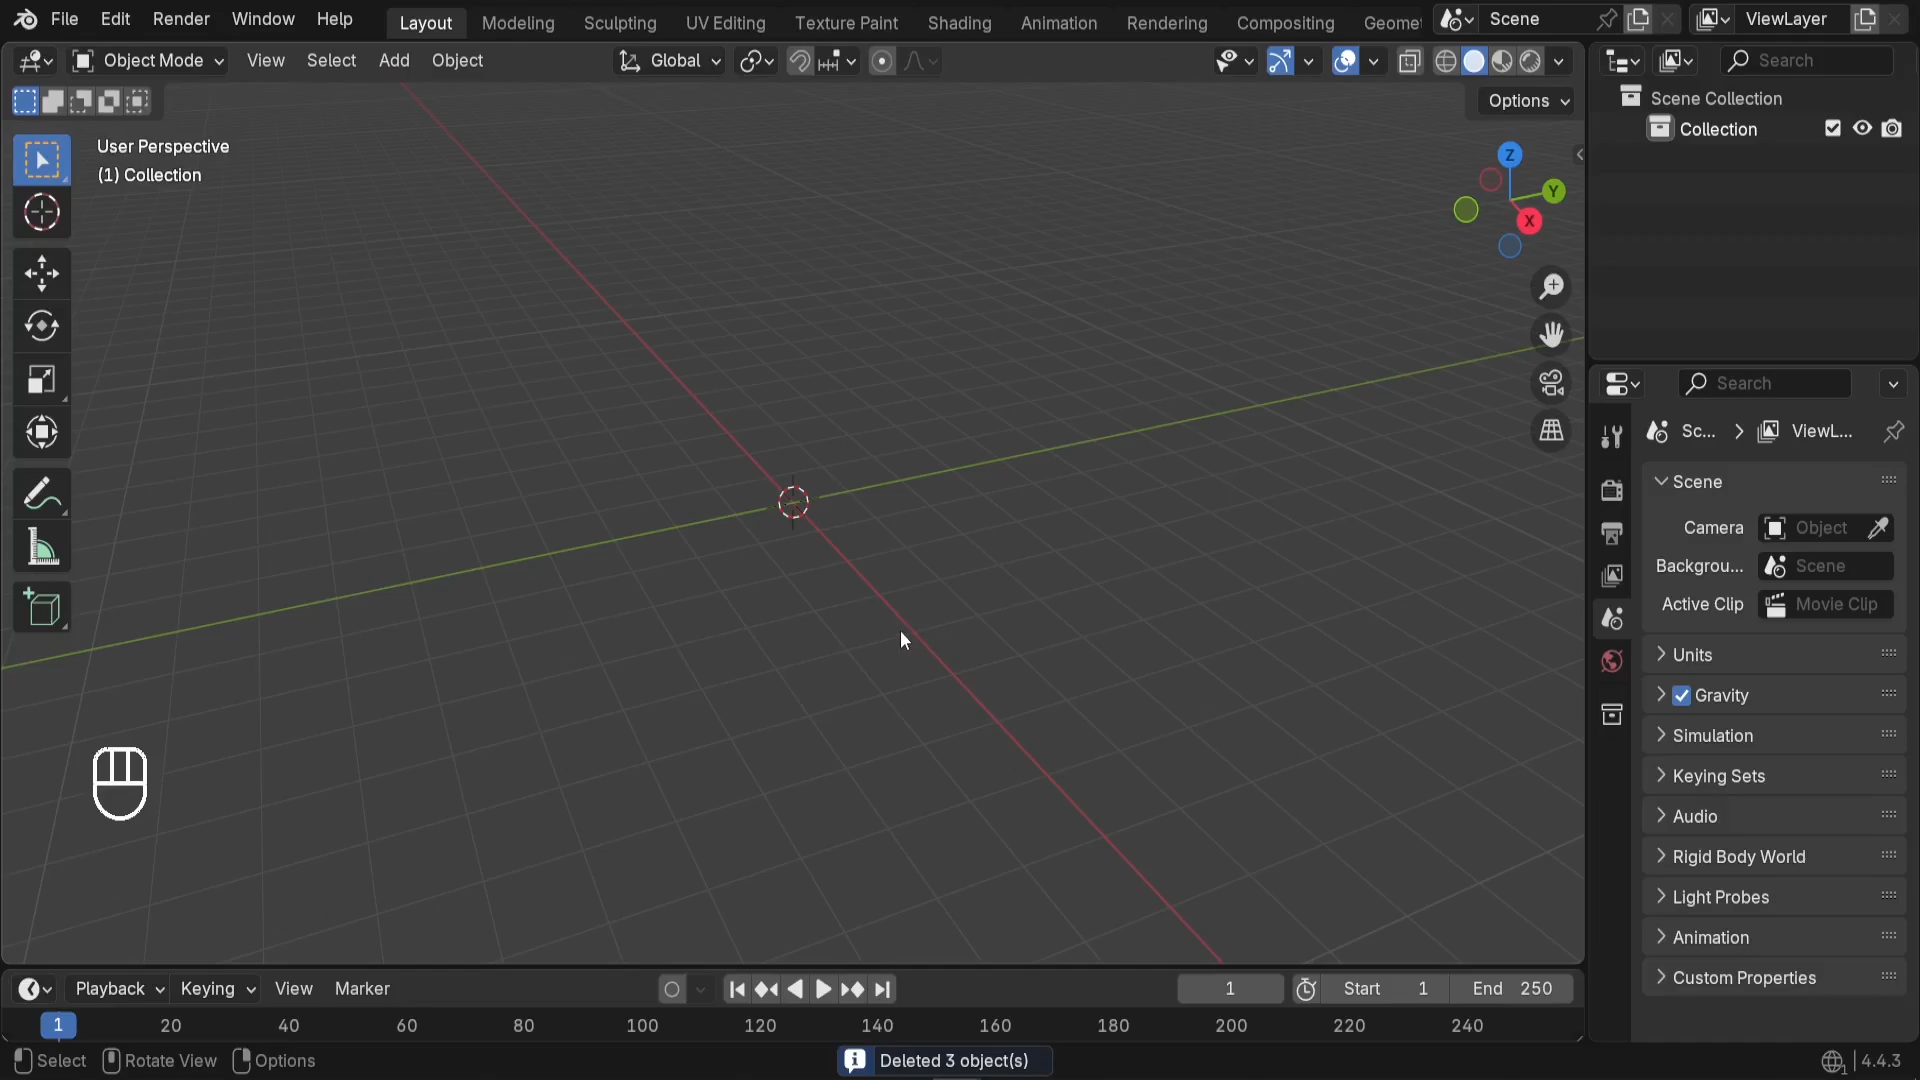 File Edit Render Window Help Layout Modeling Sculpting UV Editing Texture Paint Shading Animation Rendering Compositing Geomet Scene ViewLayer
Object Mode View Select Add Object Global Search
Options
User Perspective
(1) Collection
Z
Y
X
Scene Collection
Collection
Search
Sc... ViewL...
Scene
Camera Object
Backgrou... Scene
Active Clip Movie Clip
Units
Gravity
Simulation
Keying Sets
Audio
Rigid Body World
Light Probes
Animation
Custom Properties
Playback Keying View Marker 1 Start 1 End 250
1 20 40 60 80 100 120 140 160 180 200 220 240
Select Rotate View Options Deleted 3 object(s) 4.4.3